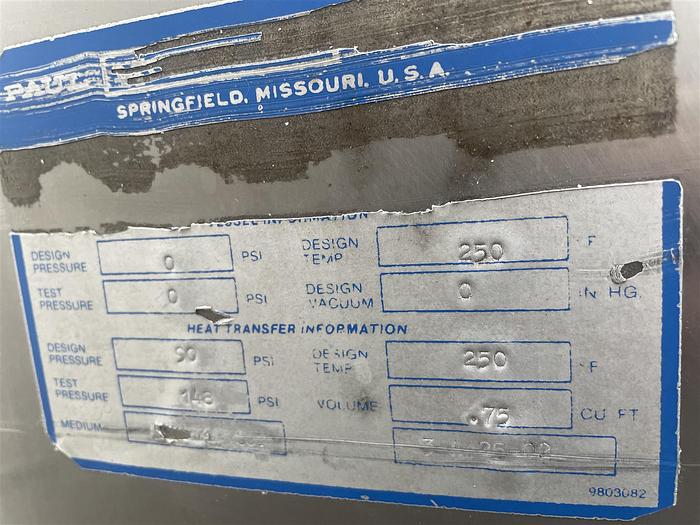 PAUL
SPRINGFIELD, MISSOURI, U.S.A.
VESSEL INFORMATION
DESIGN PRESSURE 0 PSI DESIGN TEMP 250 F
TEST PRESSURE 0 PSI DESIGN VACUUM 0 IN HG.
HEAT TRANSFER INFORMATION
DESIGN PRESSURE 90 PSI DESIGN TEMP 250 F
TEST PRESSURE 148 PSI VOLUME .75 CU FT
MEDIUM
9803082